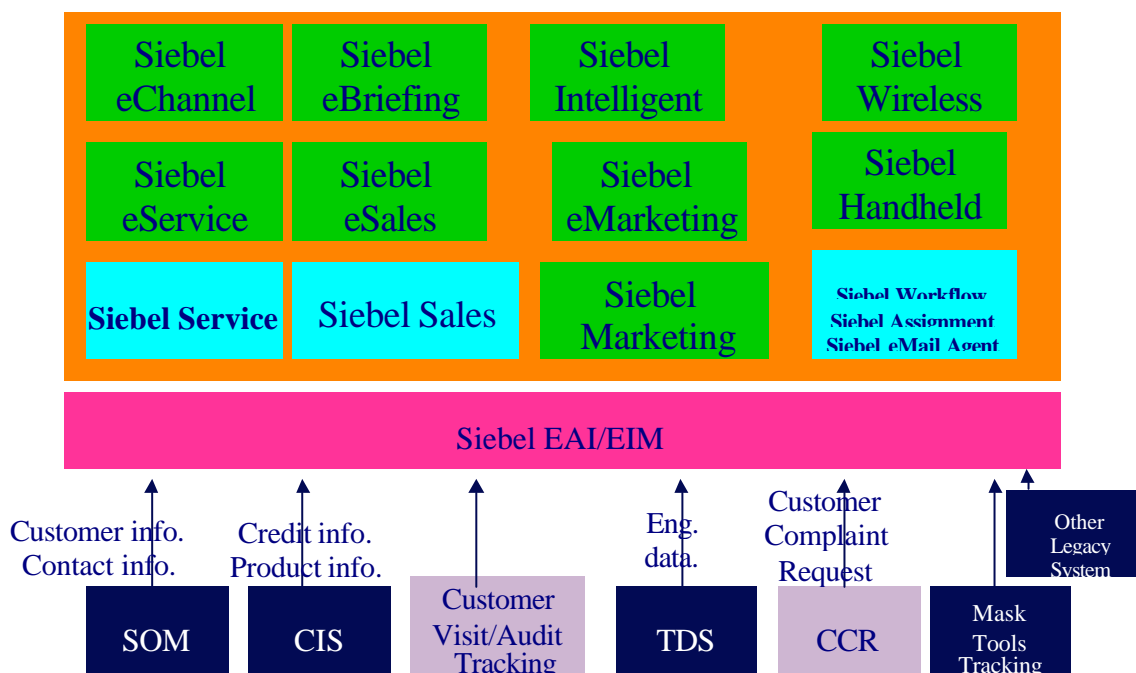 Siebel
eChannel
Siebel
eBriefing
Siebel
Intelligent
Siebel
Wireless
Siebel
eService
Siebel
eSales
Siebel
eMarketing
Siebel
Handheld
Siebel Service
Siebel Sales
Siebel
Marketing
Siebel Workflow
Siebel Assignment
Siebel eMail Agent
Siebel EAI/EIM
Customer info.
Contact info.
Credit info.
Product info.
Eng.
data.
Customer
Complaint
Request
Other
Legacy
System
SOM
CIS
Customer
Visit/Audit
Tracking
TDS
CCR
Mask
Tools
Tracking